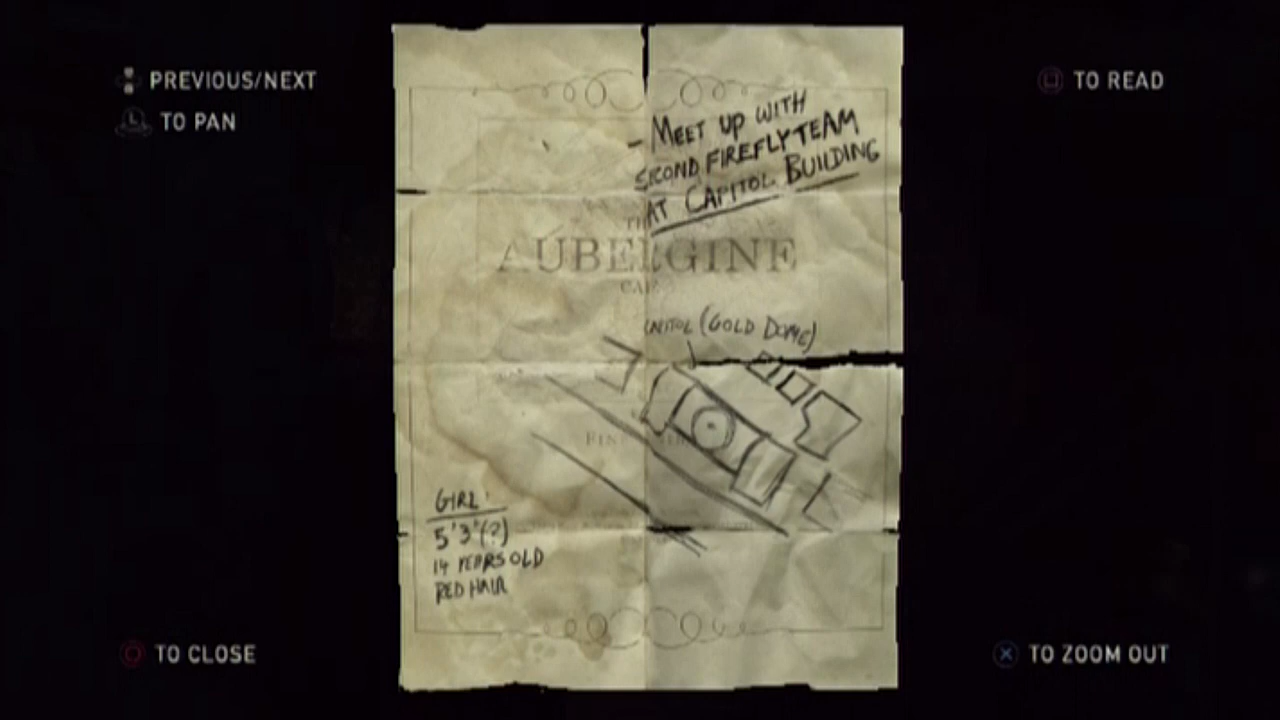 PREVIOUS/NEXT
TO PAN
TO READ
- MEET UP WITH
SECOND FIREFLY TEAM
AT CAPITOL BUILDING
AUBERGINE
CAPITOL (GOLD DOME)
GIRL:
5'3"(?)
14 YEARS OLD
RED HAIR
TO CLOSE
TO ZOOM OUT